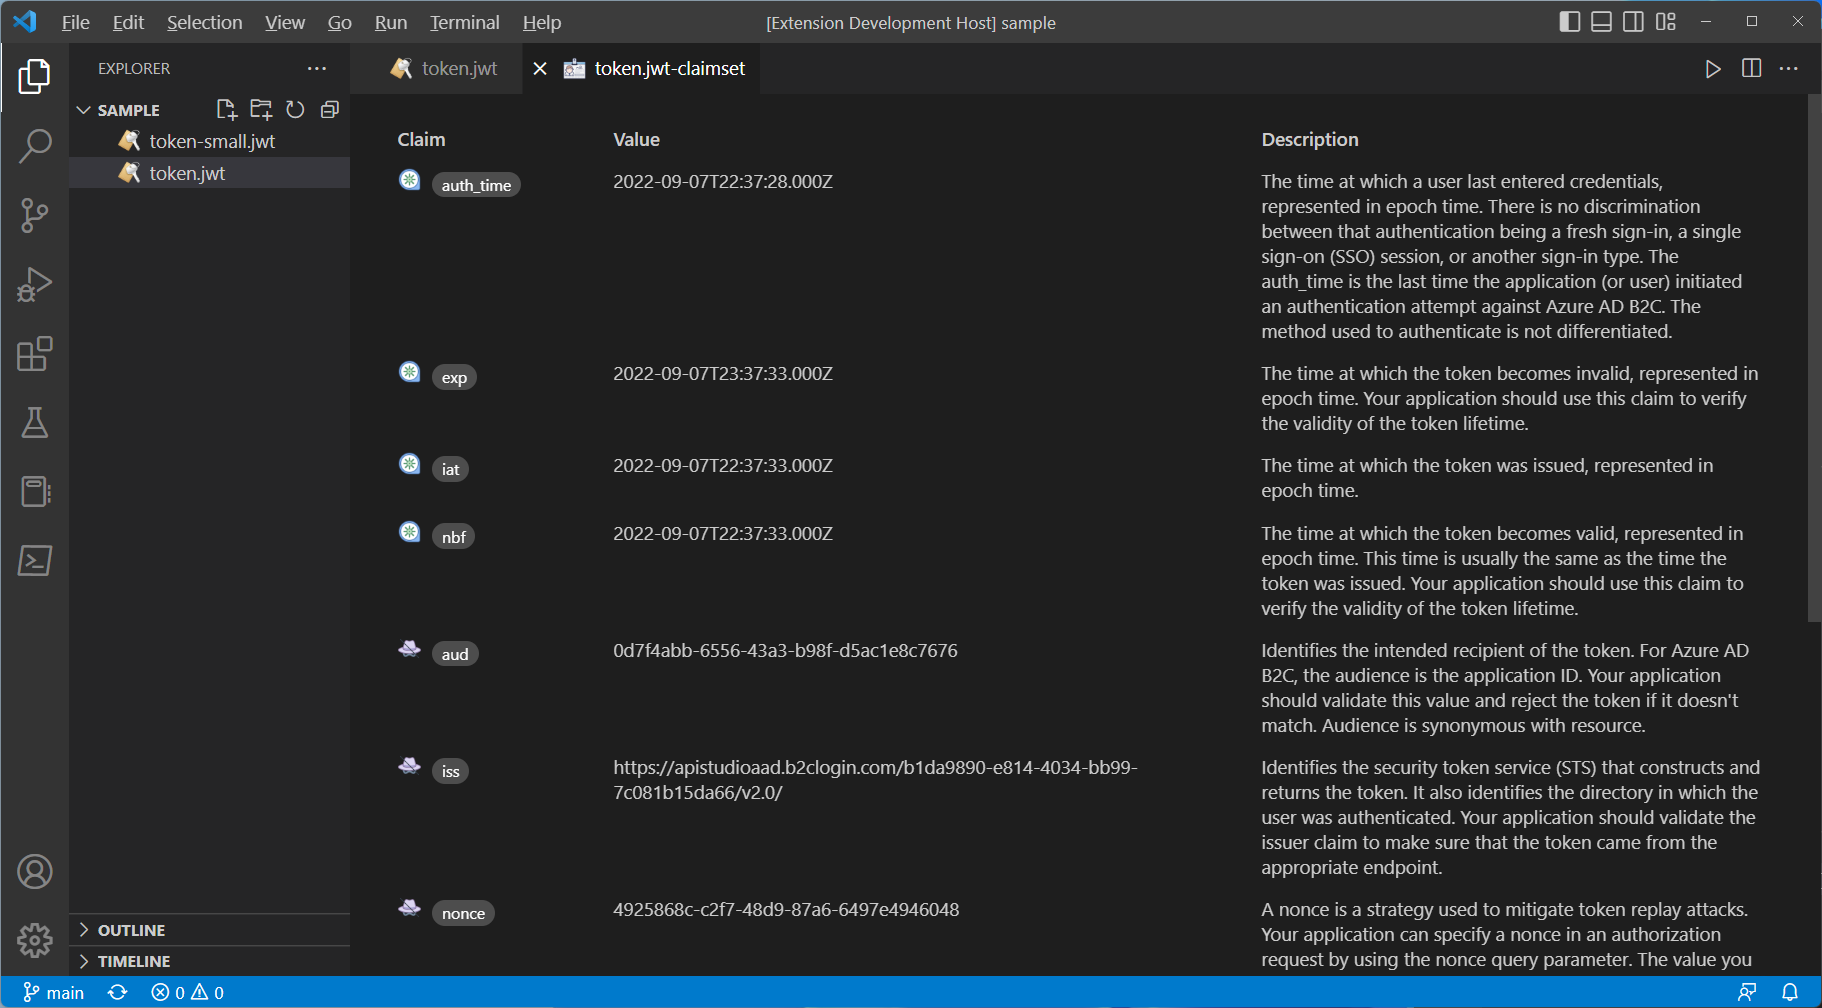 File Edit Selection View Go Run Terminal Help
[Extension Development Host] sample
EXPLORER
SAMPLE
token-small.jwt
token.jwt
OUTLINE
TIMELINE
token.jwt
token.jwt-claimset
Claim Value Description
auth_time 2022-09-07T22:37:28.000Z The time at which a user last entered credentials,
represented in epoch time. There is no discrimination
between that authentication being a fresh sign-in, a single
sign-on (SSO) session, or another sign-in type. The
auth_time is the last time the application (or user) initiated
an authentication attempt against Azure AD B2C. The
method used to authenticate is not differentiated.
exp 2022-09-07T23:37:33.000Z The time at which the token becomes invalid, represented in
epoch time. Your application should use this claim to verify
the validity of the token lifetime.
iat 2022-09-07T22:37:33.000Z The time at which the token was issued, represented in
epoch time.
nbf 2022-09-07T22:37:33.000Z The time at which the token becomes valid, represented in
epoch time. This time is usually the same as the time the
token was issued. Your application should use this claim to
verify the validity of the token lifetime.
aud 0d7f4abb-6556-43a3-b98f-d5ac1e8c7676 Identifies the intended recipient of the token. For Azure AD
B2C, the audience is the application ID. Your application
should validate this value and reject the token if it doesn't
match. Audience is synonymous with resource.
iss https://apistudioaad.b2clogin.com/b1da9890-e814-4034-bb99- Identifies the security token service (STS) that constructs and
7c081b15da66/v2.0/ returns the token. It also identifies the directory in which the
user was authenticated. Your application should validate the
issuer claim to make sure that the token came from the
appropriate endpoint.
nonce 4925868c-c2f7-48d9-87a6-6497e4946048 A nonce is a strategy used to mitigate token replay attacks.
Your application can specify a nonce in an authorization
request by using the nonce query parameter. The value you
main 0 0